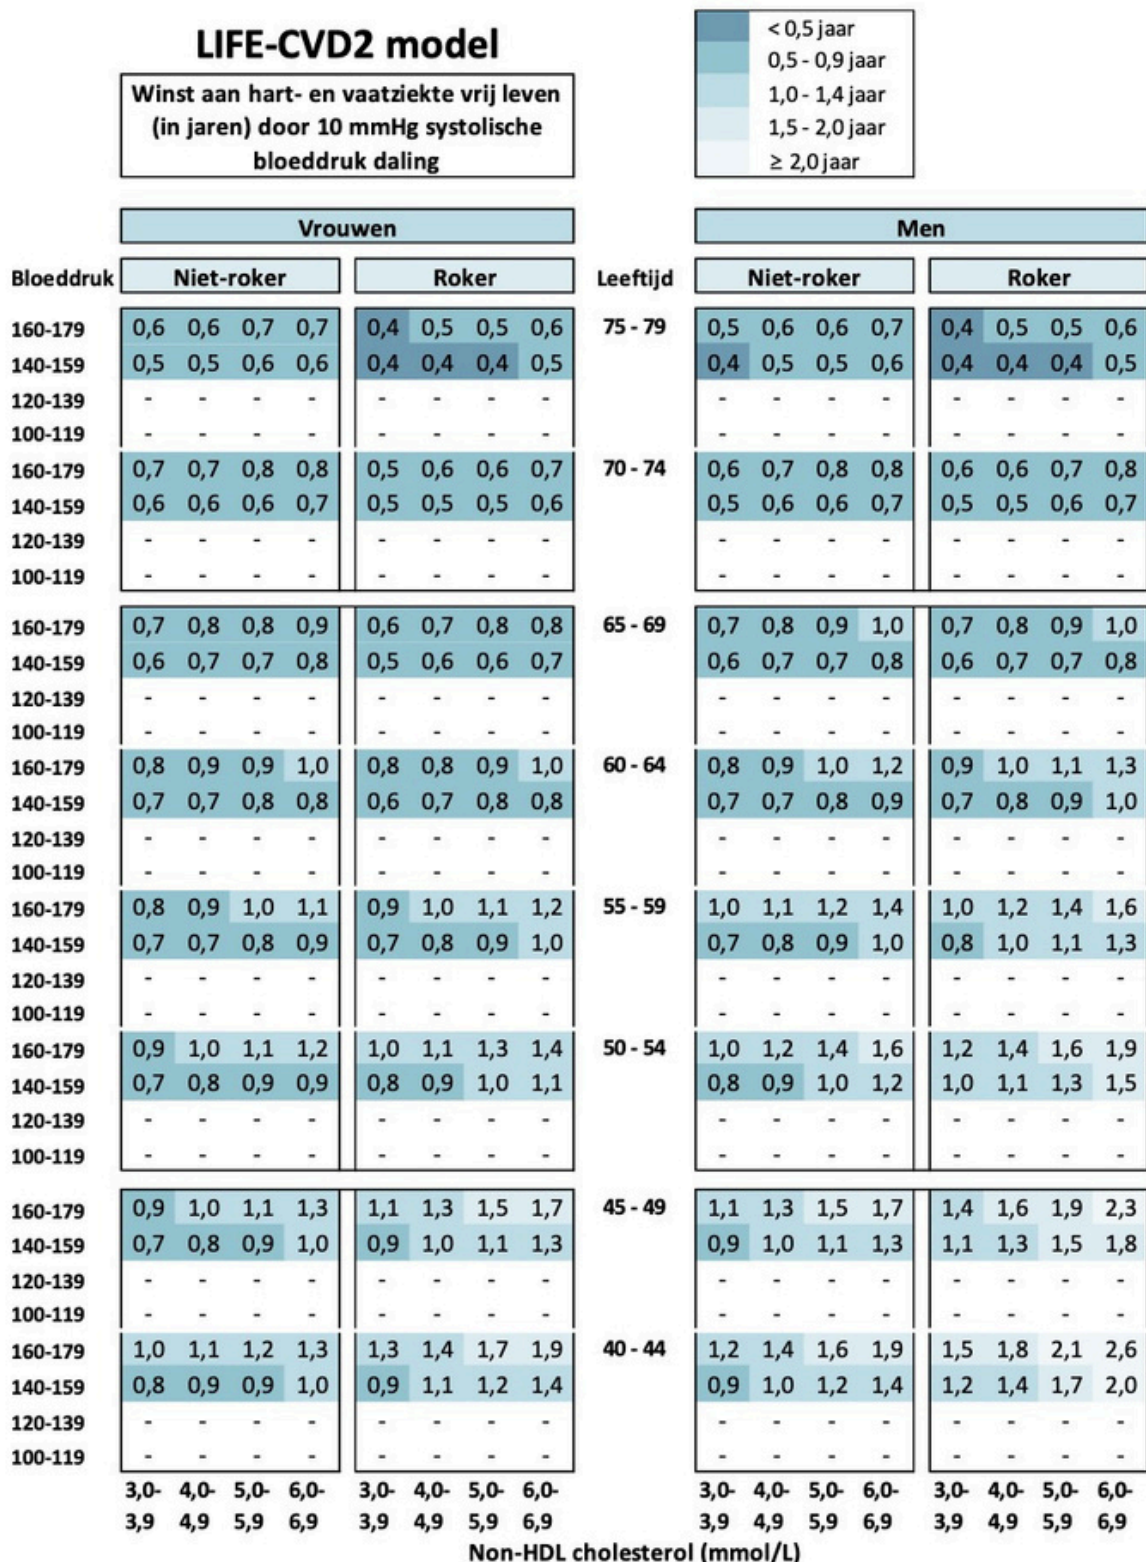 LIFE-CVD2 model
Winst aan hart- en vaatziekte vrij leven
(in jaren) door 10 mmHg systolische
bloeddruk daling
< 0,5 jaar
0,5 - 0,9 jaar
1,0 - 1,4 jaar
1,5 - 2,0 jaar
≥ 2,0 jaar
Vrouwen Men
Bloeddruk Niet-roker Roker Leeftijd Niet-roker Roker
160-179 0,6 0,6 0,7 0,7 0,4 0,5 0,5 0,6 75 - 79 0,5 0,6 0,6 0,7 0,4 0,5 0,5 0,6
140-159 0,5 0,5 0,6 0,6 0,4 0,4 0,4 0,5 0,4 0,5 0,5 0,6 0,4 0,4 0,4 0,5
120-139 - - - - - - - - - - - - - - - -
100-119 - - - - - - - - - - - - - - - -
160-179 0,7 0,7 0,8 0,8 0,5 0,6 0,6 0,7 70 - 74 0,6 0,7 0,8 0,8 0,6 0,6 0,7 0,8
140-159 0,6 0,6 0,6 0,7 0,5 0,5 0,5 0,6 0,5 0,6 0,6 0,7 0,5 0,5 0,6 0,7
120-139 - - - - - - - - - - - - - - - -
100-119 - - - - - - - - - - - - - - - -
160-179 0,7 0,8 0,8 0,9 0,6 0,7 0,8 0,8 65 - 69 0,7 0,8 0,9 1,0 0,7 0,8 0,9 1,0
140-159 0,6 0,7 0,7 0,8 0,5 0,6 0,6 0,7 0,6 0,7 0,7 0,8 0,6 0,7 0,7 0,8
120-139 - - - - - - - - - - - - - - - -
100-119 - - - - - - - - - - - - - - - -
160-179 0,8 0,9 0,9 1,0 0,8 0,8 0,9 1,0 60 - 64 0,8 0,9 1,0 1,2 0,9 1,0 1,1 1,3
140-159 0,7 0,7 0,8 0,8 0,6 0,7 0,8 0,8 0,7 0,7 0,8 0,9 0,7 0,8 0,9 1,0
120-139 - - - - - - - - - - - - - - - -
100-119 - - - - - - - - - - - - - - - -
160-179 0,8 0,9 1,0 1,1 0,9 1,0 1,1 1,2 55 - 59 1,0 1,1 1,2 1,4 1,0 1,2 1,4 1,6
140-159 0,7 0,7 0,8 0,9 0,7 0,8 0,9 1,0 0,7 0,8 0,9 1,0 0,8 1,0 1,1 1,3
120-139 - - - - - - - - - - - - - - - -
100-119 - - - - - - - - - - - - - - - -
160-179 0,9 1,0 1,1 1,2 1,0 1,1 1,3 1,4 50 - 54 1,0 1,2 1,4 1,6 1,2 1,4 1,6 1,9
140-159 0,7 0,8 0,9 0,9 0,8 0,9 1,0 1,1 0,8 0,9 1,0 1,2 1,0 1,1 1,3 1,5
120-139 - - - - - - - - - - - - - - - -
100-119 - - - - - - - - - - - - - - - -
160-179 0,9 1,0 1,1 1,3 1,1 1,3 1,5 1,7 45 - 49 1,1 1,3 1,5 1,7 1,4 1,6 1,9 2,3
140-159 0,7 0,8 0,9 1,0 0,9 1,0 1,1 1,3 0,9 1,0 1,1 1,3 1,1 1,3 1,5 1,8
120-139 - - - - - - - - - - - - - - - -
100-119 - - - - - - - - - - - - - - - -
160-179 1,0 1,1 1,2 1,3 1,3 1,4 1,7 1,9 40 - 44 1,2 1,4 1,6 1,9 1,5 1,8 2,1 2,6
140-159 0,8 0,9 0,9 1,0 0,9 1,1 1,2 1,4 0,9 1,0 1,2 1,4 1,2 1,4 1,7 2,0
120-139 - - - - - - - - - - - - - - - -
100-119 - - - - - - - - - - - - - - - -
3,0- 4,0- 5,0- 6,0- 3,0- 4,0- 5,0- 6,0- 3,0- 4,0- 5,0- 6,0- 3,0- 4,0- 5,0- 6,0-
3,9 4,9 5,9 6,9 3,9 4,9 5,9 6,9 3,9 4,9 5,9 6,9 3,9 4,9 5,9 6,9
Non-HDL cholesterol (mmol/L)